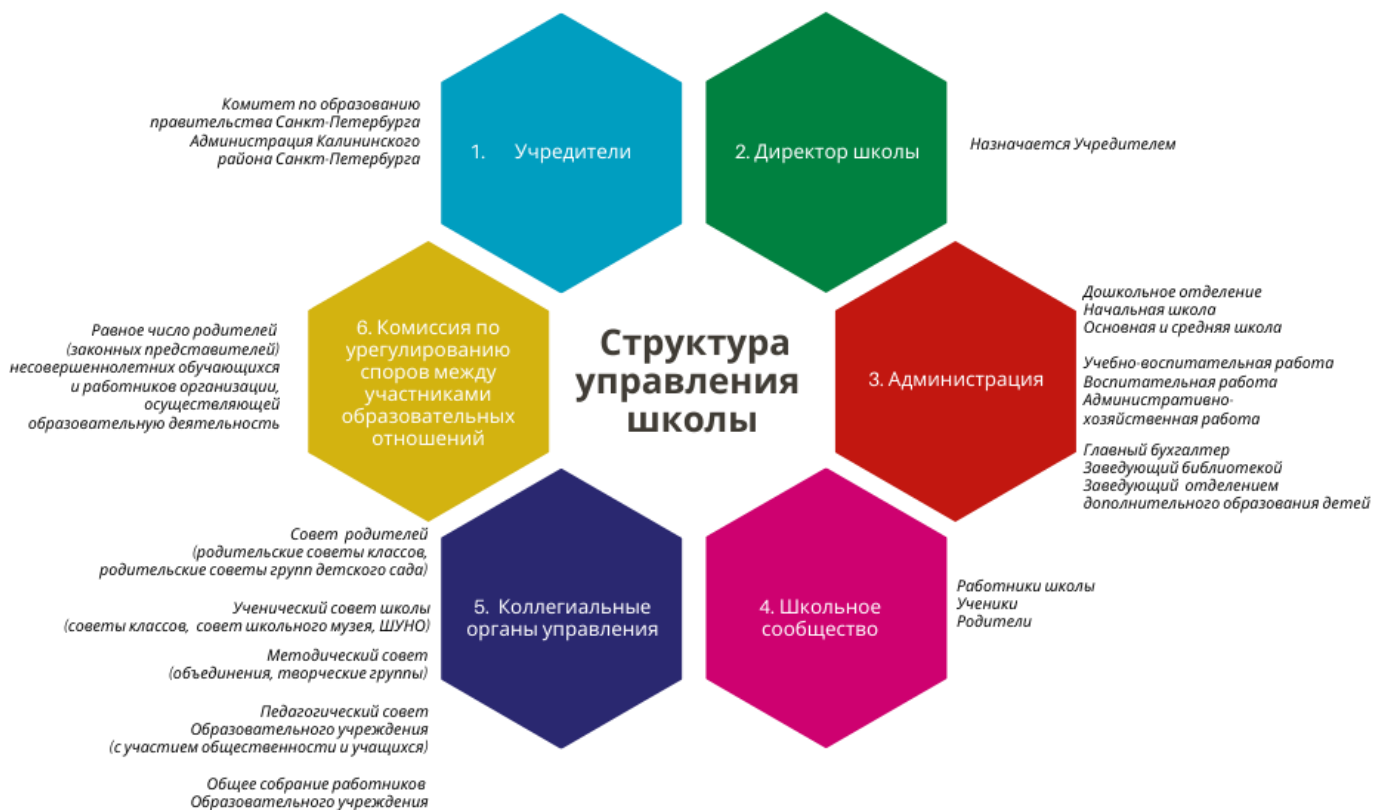 Структура
управления
школы
1. Учредители
Комитет по образованию
правительства Санкт-Петербурга
Администрация Калининского
района Санкт-Петербурга
2. Директор школы
Назначается Учредителем
3. Администрация
Дошкольное отделение
Начальная школа
Основная и средняя школа
Учебно-воспитательная работа
Воспитательная работа
Административно-
хозяйственная работа
Главный бухгалтер
Заведующий библиотекой
Заведующий отделением
дополнительного образования детей
4. Школьное
сообщество
Работники школы
Ученики
Родители
5. Коллегиальные
органы управления
Совет родителей
(родительские советы классов,
родительские советы групп детского сада)
Ученический совет школы
(советы классов, совет школьного музея, ШУНО)
Методический совет
(объединения, творческие группы)
Педагогический совет
Образовательного учреждения
(с участием общественности и учащихся)
Общее собрание работников
Образовательного учреждения
6. Комиссия по
урегулированию
споров между
участниками
образовательных
отношений
Равное число родителей
(законных представителей)
несовершеннолетних обучающихся
и работников организации,
осуществляющей
образовательную деятельность